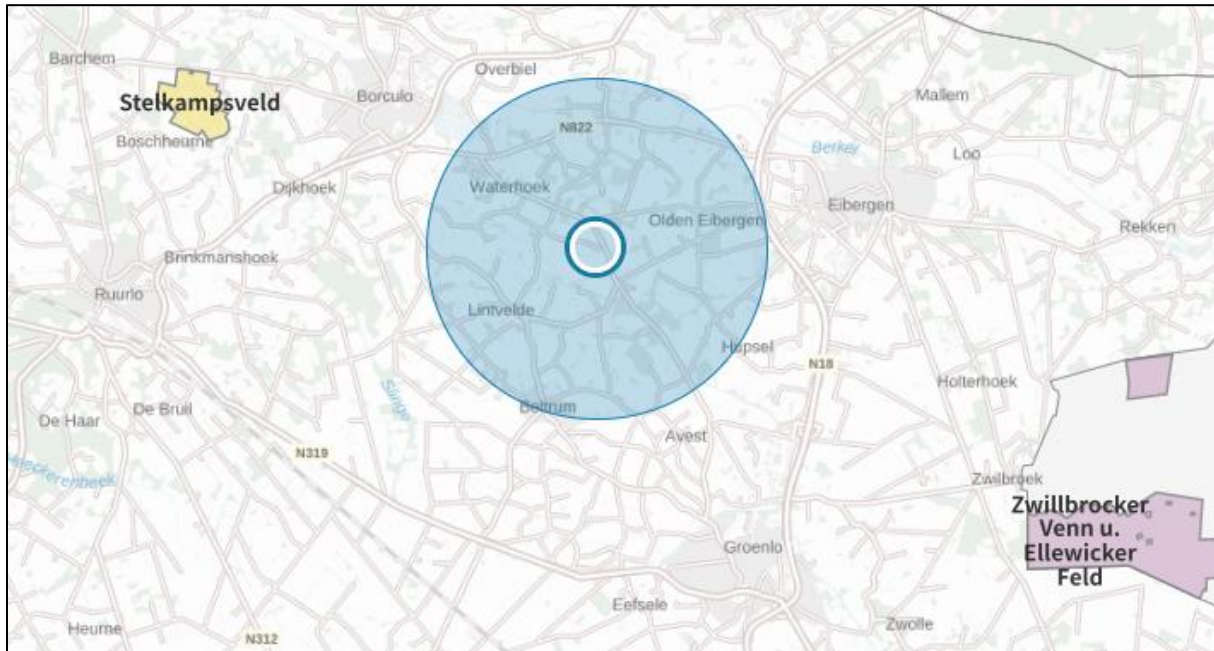 Barchem
Overbiel
Stelkampsveld
Borculo
Mallem
N822
Boschheurne
Berkel
Loo
Dijkhoek
Waterhoek
Eibergen
Olden Eibergen
Rekken
Brinkmanshoek
Ruurlo
Lintvelde
Hupsel
N18
Holterhoek
Slinge
De Haar
De Bruil
Beltrum
Avest
N319
Zwilbroek
Zwillbrocker
Venn u.
Ellewicker
Feld
Groenlo
Eefsele
Heurne
N312
Zwolle